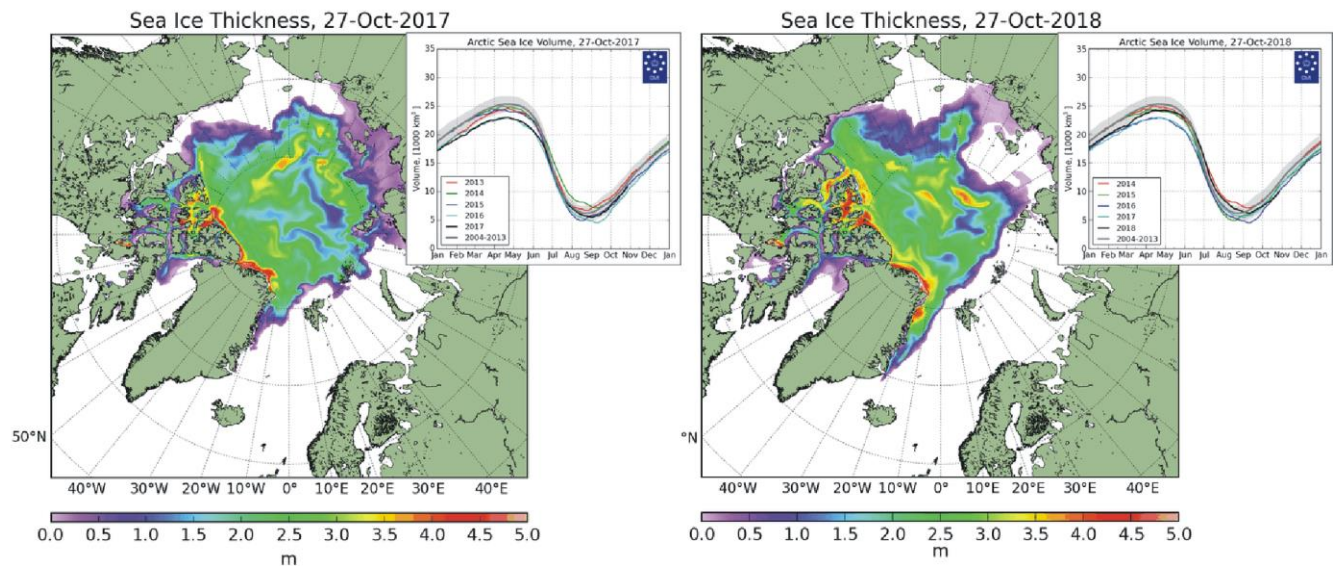 Sea Ice Thickness, 27-Oct-2017
Arctic Sea Ice Volume, 27-Oct-2017
Volume, [1000 km³]
35
30
25
20
15
10
5
0
2013
2014
2015
2016
2017
2004-2013
Jan Feb Mar Apr May Jun Jul Aug Sep Oct Nov Dec Jan
50°N
40°W 30°W 20°W 10°W 0° 10°E 20°E 30°E 40°E
0.0 0.5 1.0 1.5 2.0 2.5 3.0 3.5 4.0 4.5 5.0
m
Sea Ice Thickness, 27-Oct-2018
Arctic Sea Ice Volume, 27-Oct-2018
Volume, [1000 km³]
35
30
25
20
15
10
5
0
2014
2015
2016
2017
2018
2004-2013
Jan Feb Mar Apr May Jun Jul Aug Sep Oct Nov Dec Jan
°N
40°W 30°W 20°W 10°W 0° 10°E 20°E 30°E 40°E
0.0 0.5 1.0 1.5 2.0 2.5 3.0 3.5 4.0 4.5 5.0
m